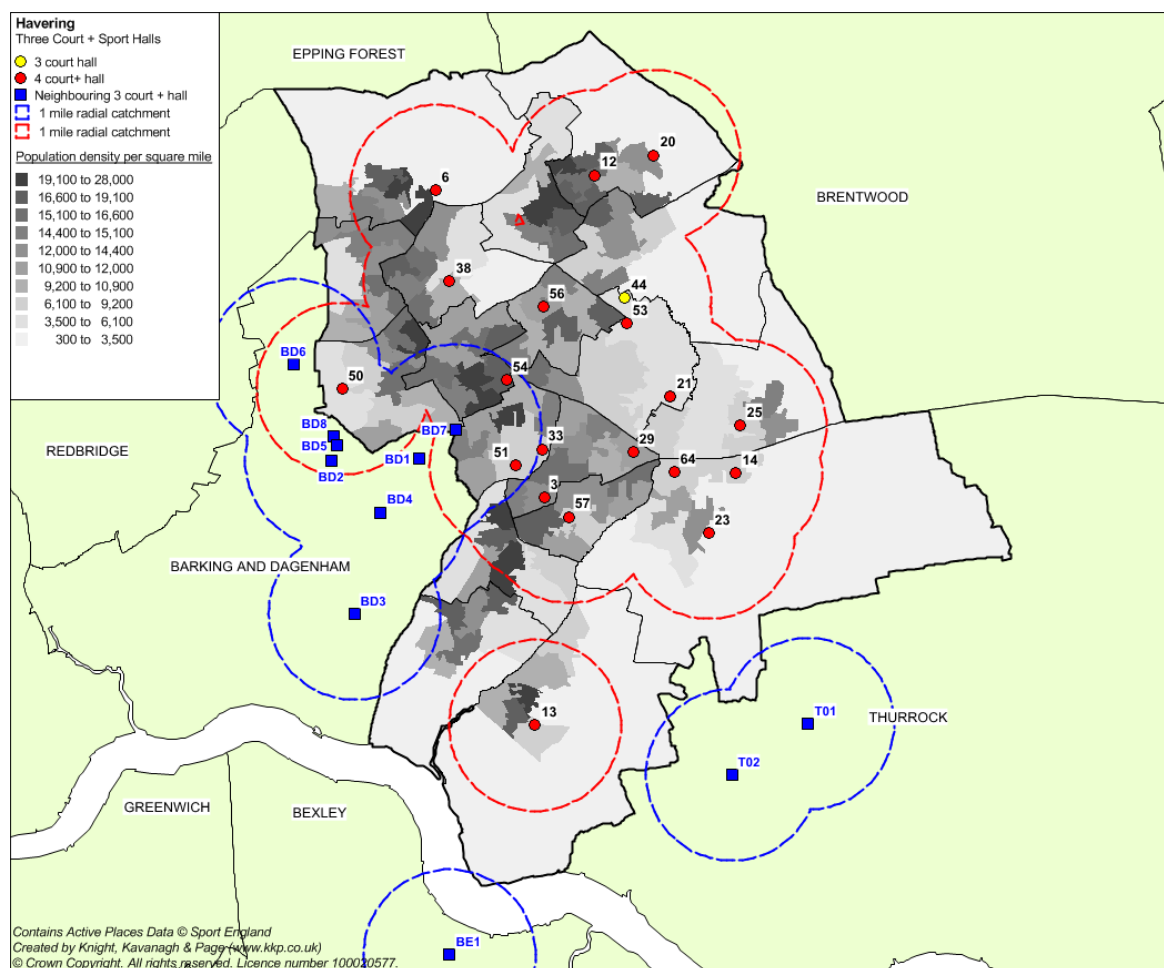 Havering
Three Court + Sport Halls
3 court hall
4 court+ hall
Neighbouring 3 court + hall
1 mile radial catchment
1 mile radial catchment
Population density per square mile
19,100 to 28,000
16,600 to 19,100
15,100 to 16,600
14,400 to 15,100
12,000 to 14,400
10,900 to 12,000
9,200 to 10,900
6,100 to 9,200
3,500 to 6,100
300 to 3,500
EPPING FOREST
20
12
6
BRENTWOOD
38
44
56
53
BD6
54
50
21
25
BD8
BD7
REDBRIDGE
BD5
33
29
BD1
51
64
14
BD2
3
BD4
57
23
BARKING AND DAGENHAM
BD3
13
T01
THURROCK
T02
GREENWICH
BEXLEY
BE1
Contains Active Places Data © Sport England
Created by Knight, Kavanagh & Page (www.kkp.co.uk)
© Crown Copyright. All rights reserved. Licence number 100020577.